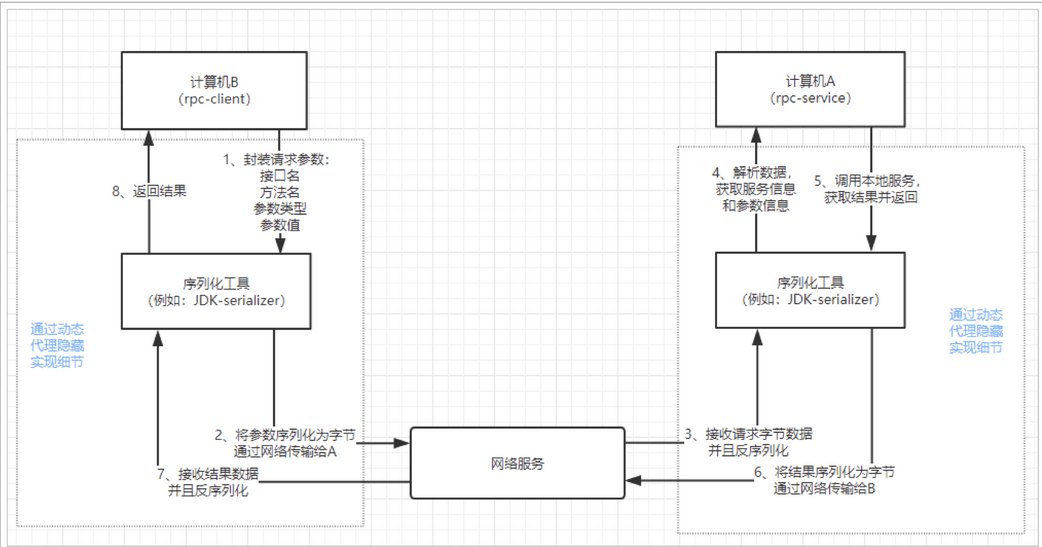 计算机B
（rpc-client）
计算机A
（rpc-service）
1、封装请求参数：
接口名
方法名
参数类型
参数值
8、返回结果
4、解析数据，
获取服务信息
和参数信息
5、调用本地服务，
获取结果并返回
序列化工具
（例如：JDK-serializer）
序列化工具
（例如：JDK-serializer）
通过动态
代理隐藏
实现细节
通过动态
代理隐藏
实现细节
2、将参数序列化为字节
通过网络传输给A
网络服务
3、接收请求字节数据
并且反序列化
7、接收结果数据
并且反序列化
6、将结果序列化为字节
通过网络传输给B